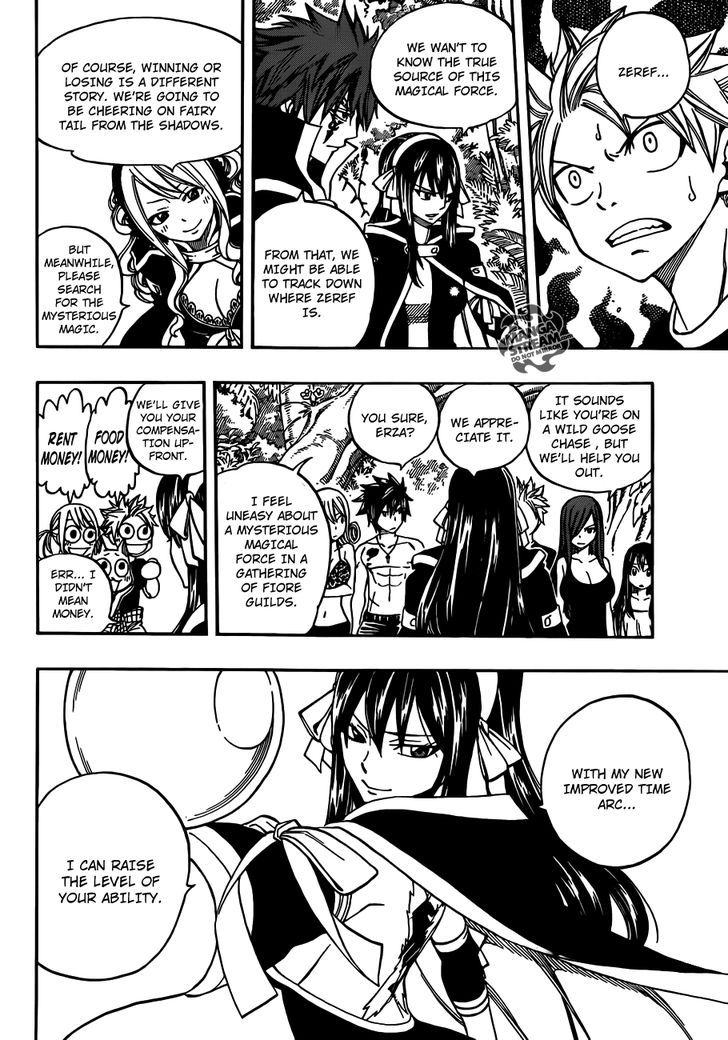 ZEREF...
WE WAN'T TO
KNOW THE TRUE
SOURCE OF THIS
MAGICAL FORCE.
FROM THAT, WE
MIGHT BE ABLE
TO TRACK DOWN
WHERE ZEREF
IS.
OF COURSE, WINNING OR
LOSING IS A DIFFERENT
STORY. WE'RE GOING TO
BE CHEERING ON FAIRY
TAIL FROM THE SHADOWS.
BUT
MEANWHILE,
PLEASE
SEARCH
FOR THE
MYSTERIOUS
MAGIC.
MANGA
STREAM
DO NOT MIRROR
IT SOUNDS
LIKE YOU'RE ON
A WILD GOOSE
CHASE , BUT
WE'LL HELP YOU
OUT.
WE APPRE-
CIATE IT.
YOU SURE,
ERZA?
I FEEL
UNEASY ABOUT
A MYSTERIOUS
MAGICAL
FORCE IN A
GATHERING
OF FIORE
GUILDS.
WE'LL GIVE
YOU YOUR
COMPENSA-
TION UP-
FRONT.
FOOD
MONEY!
RENT
MONEY!
ERR... I
DIDN'T
MEAN
MONEY.
WITH MY NEW
IMPROVED TIME
ARC...
I CAN RAISE
THE LEVEL OF
YOUR ABILITY.